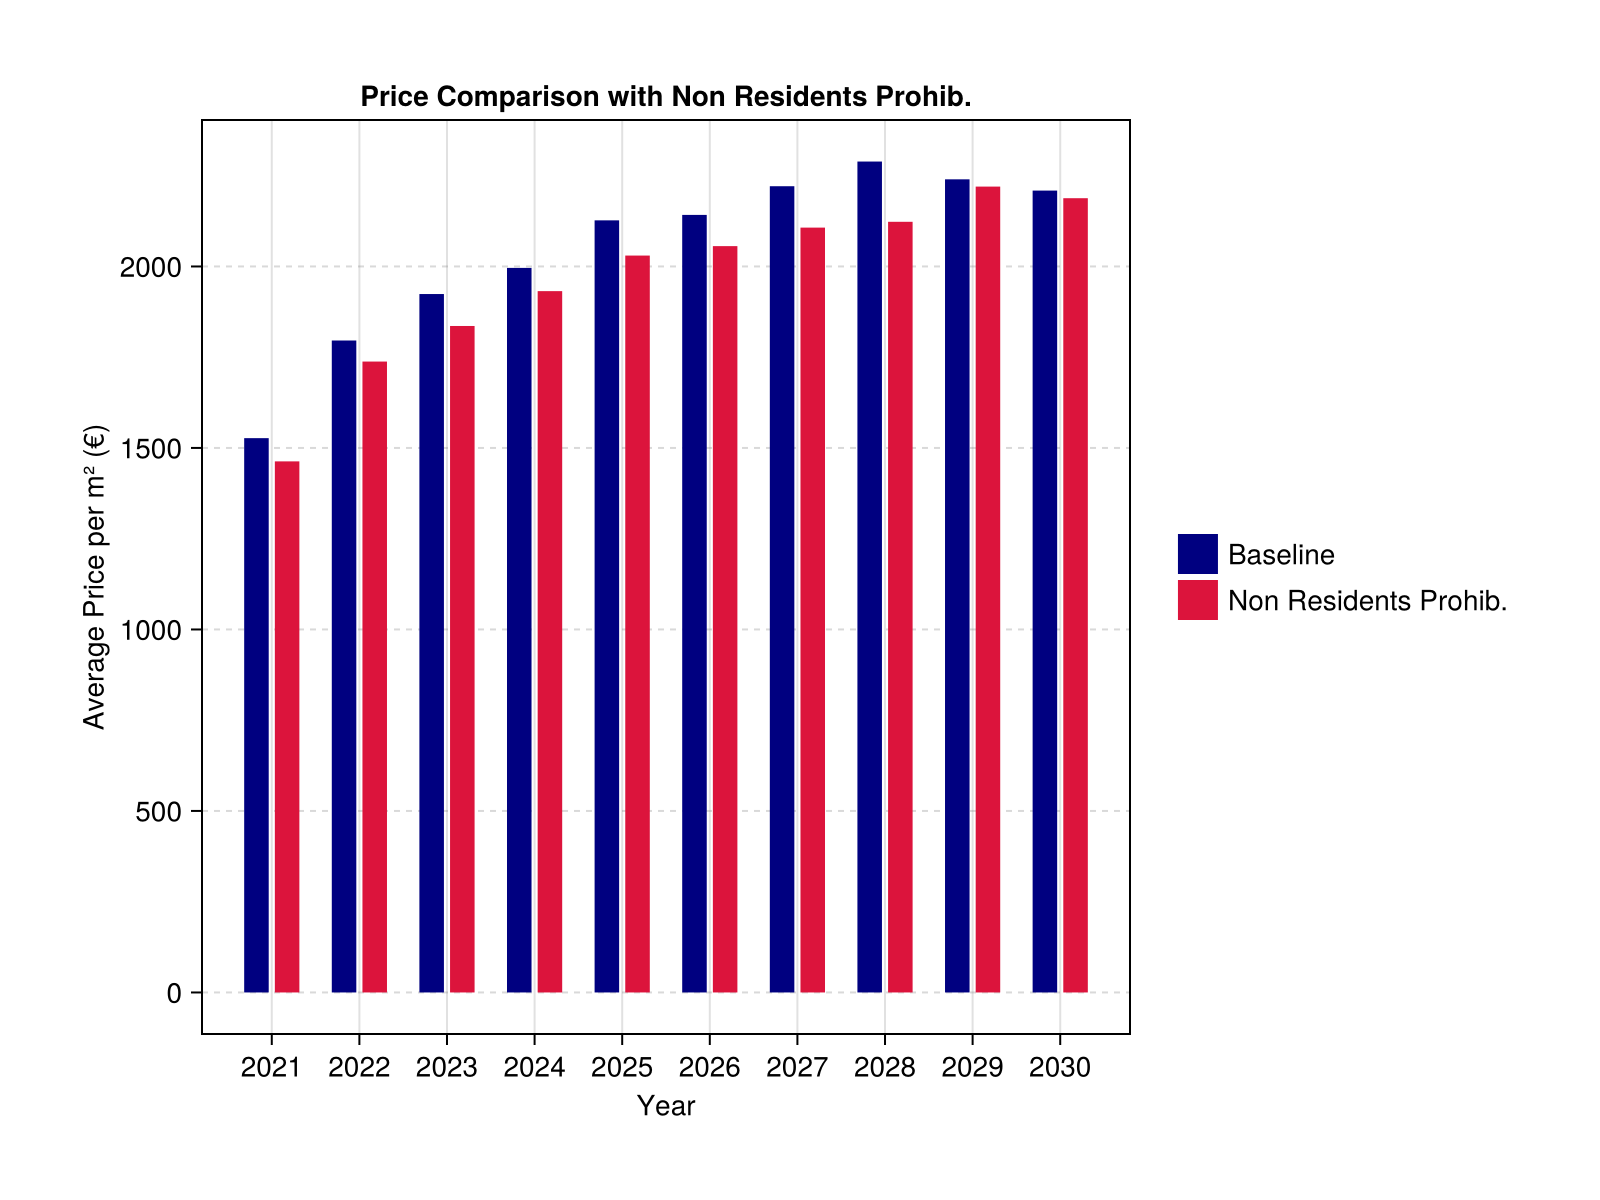 Price Comparison with Non Residents Prohib.
Average Price per m² (€)
2000
1500
1000
500
0
2021 2022 2023 2024 2025 2026 2027 2028 2029 2030
Year
Baseline
Non Residents Prohib.